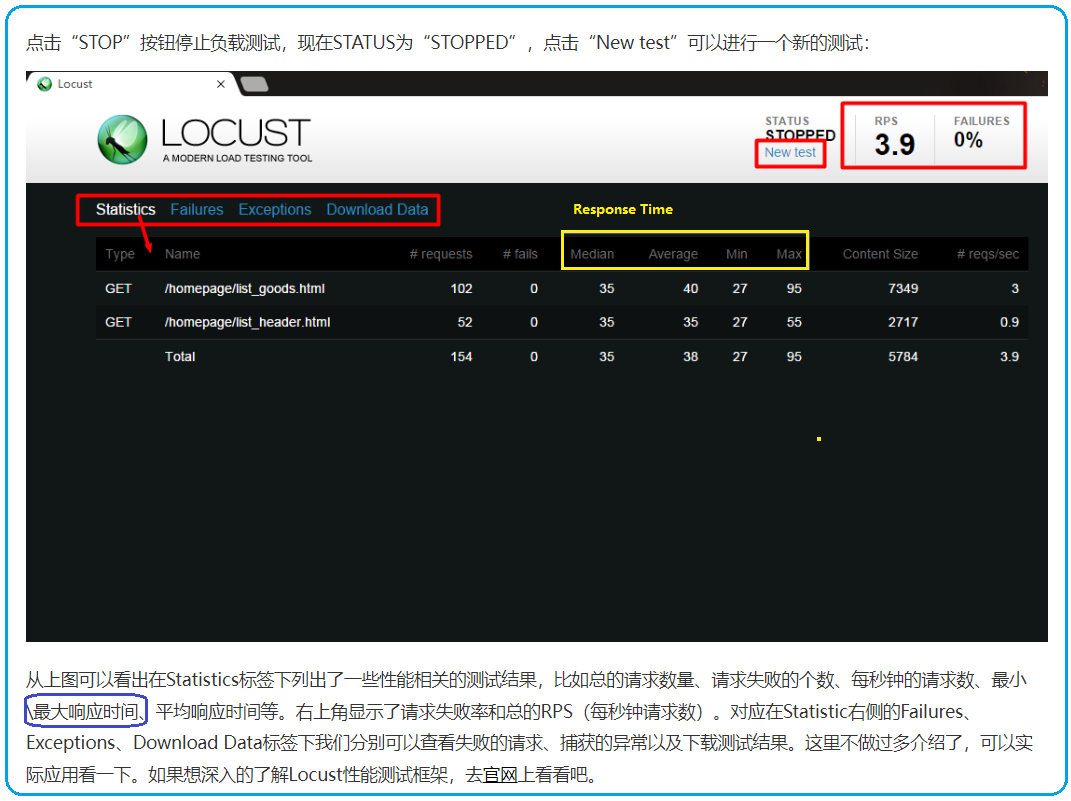 点击“STOP”按钮停止负载测试，现在STATUS为“STOPPED”，点击“New test”可以进行一个新的测试：
Locust ×
LOCUST
A MODERN LOAD TESTING TOOL
STATUS
STOPPED
New test
RPS
3.9
FAILURES
0%
Statistics Failures Exceptions Download Data
Response Time
Type Name # requests # fails Median Average Min Max Content Size # reqs/sec
GET /homepage/list_goods.html 102 0 35 40 27 95 7349 3
GET /homepage/list_header.html 52 0 35 35 27 55 2717 0.9
Total 154 0 35 38 27 95 5784 3.9
从上图可以看出在Statistics标签下列出了一些性能相关的测试结果，比如总的请求数量、请求失败的个数、每秒钟的请求数、最小
\最大响应时间、平均响应时间等。右上角显示了请求失败率和总的RPS（每秒钟请求数）。对应在Statistic右侧的Failures、
Exceptions、Download Data标签下我们分别可以查看失败的请求、捕获的异常以及下载测试结果。这里不做过多介绍了，可以实
际应用看一下。如果想深入的了解Locust性能测试框架，去官网上看看吧。